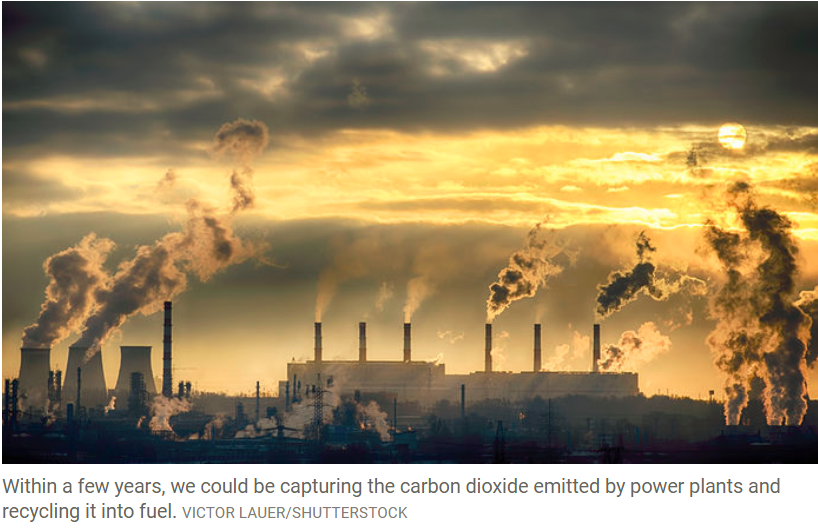 Within a few years, we could be capturing the carbon dioxide emitted by power plants and
recycling it into fuel. VICTOR LAUER/SHUTTERSTOCK